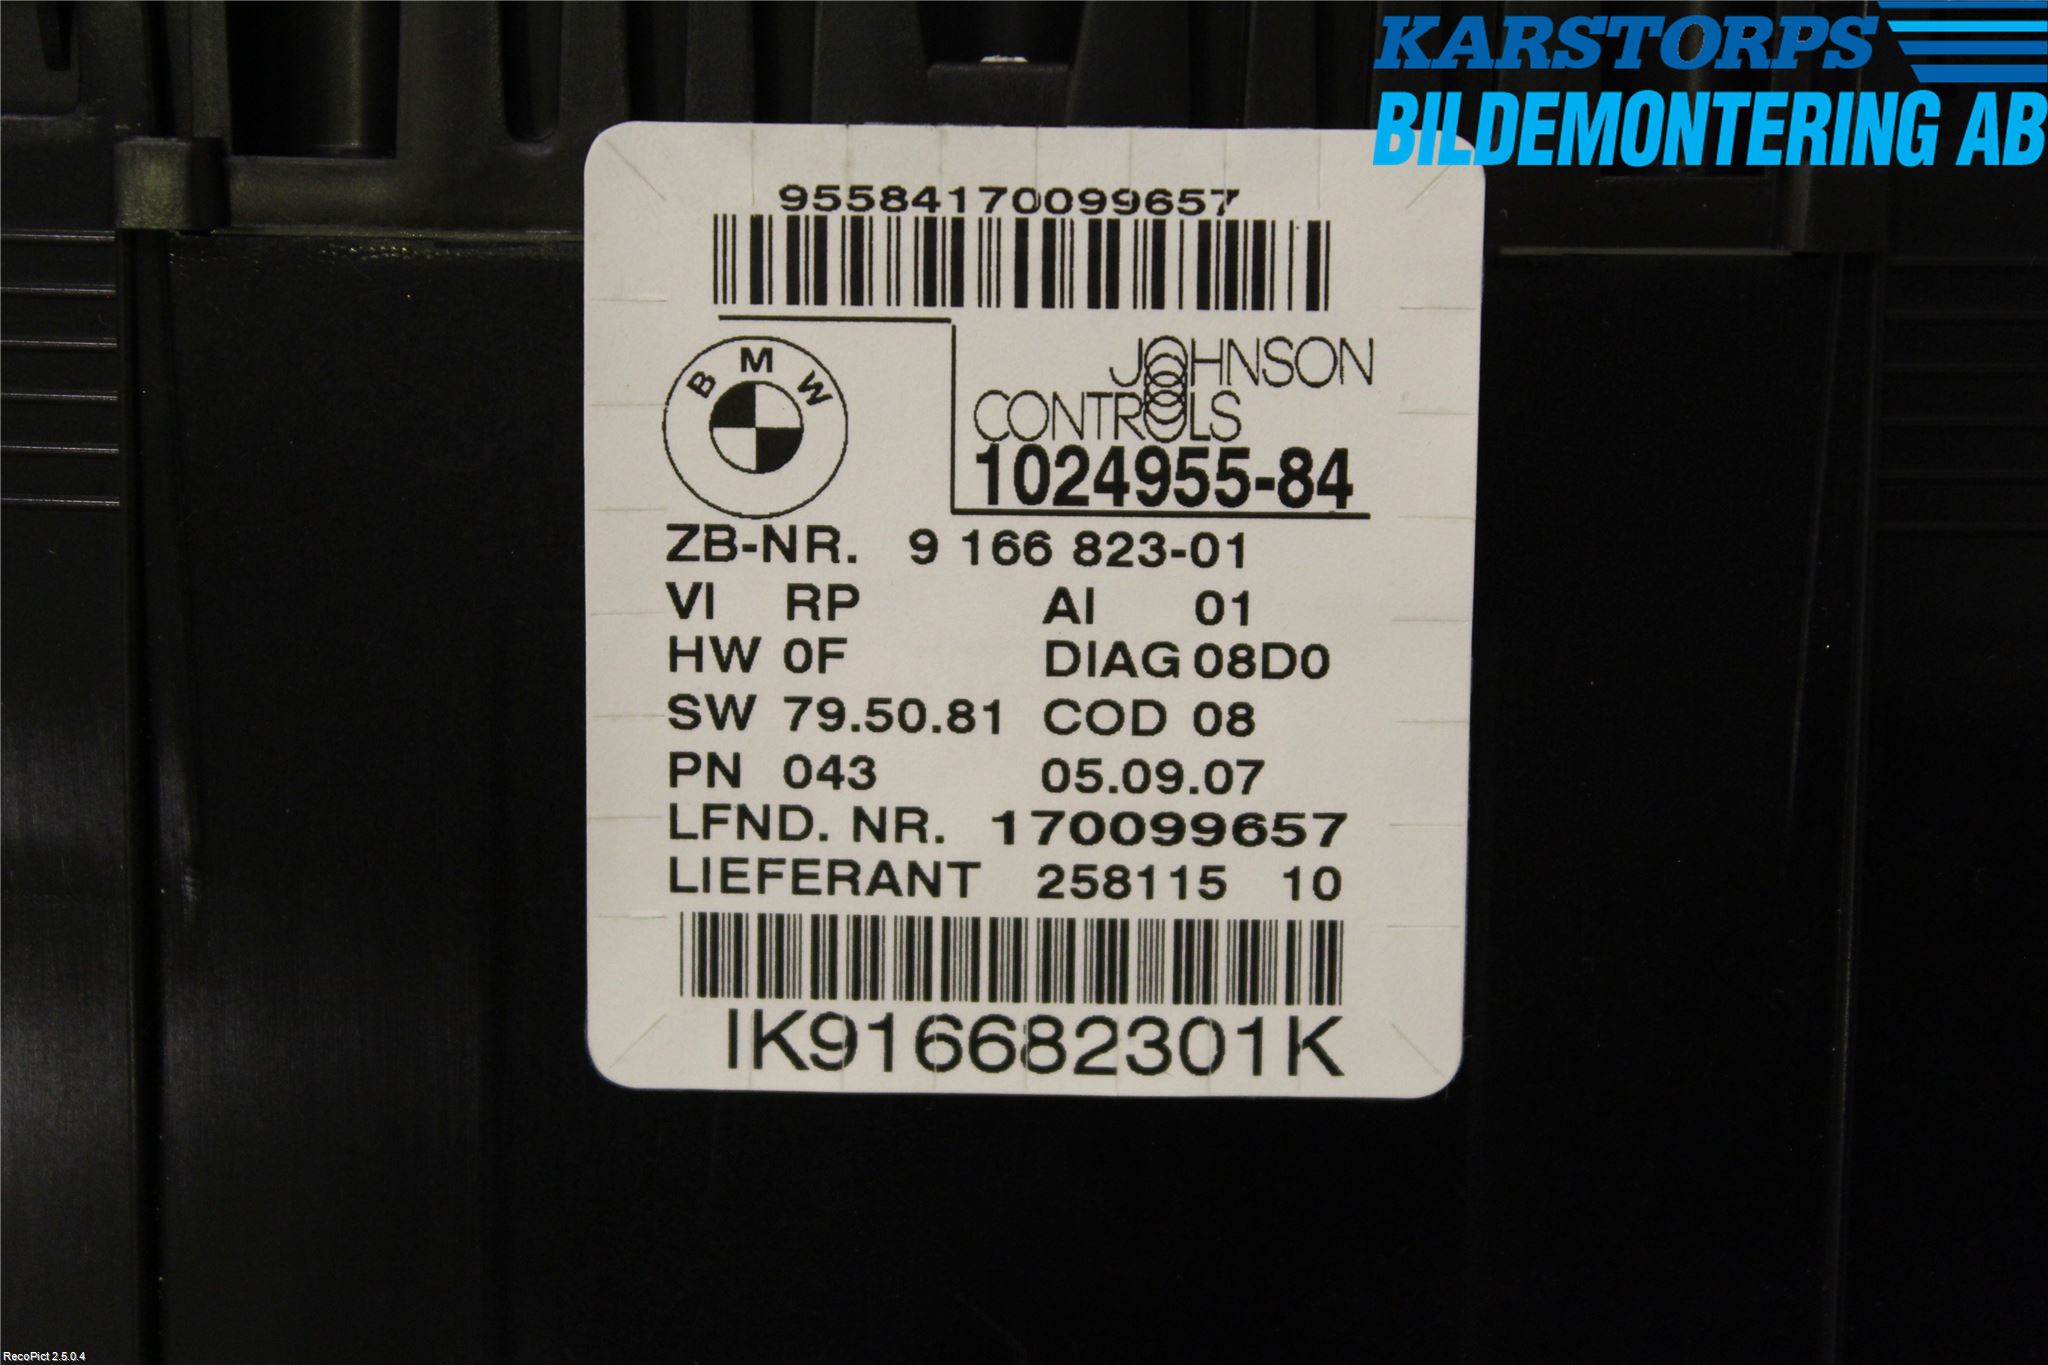 KARSTORPS
BILDEMONTERING AB
95584170099657
BMW
JOHNSON
CONTROLS
1024955-84
ZB-NR. 9 166 823-01
VI RP AI 01
HW 0F DIAG 08D0
SW 79.50.81 COD 08
PN 043 05.09.07
LFND. NR. 170099657
LIEFERANT 258115 10
IK916682301K
RecoPict 2.5.0.4